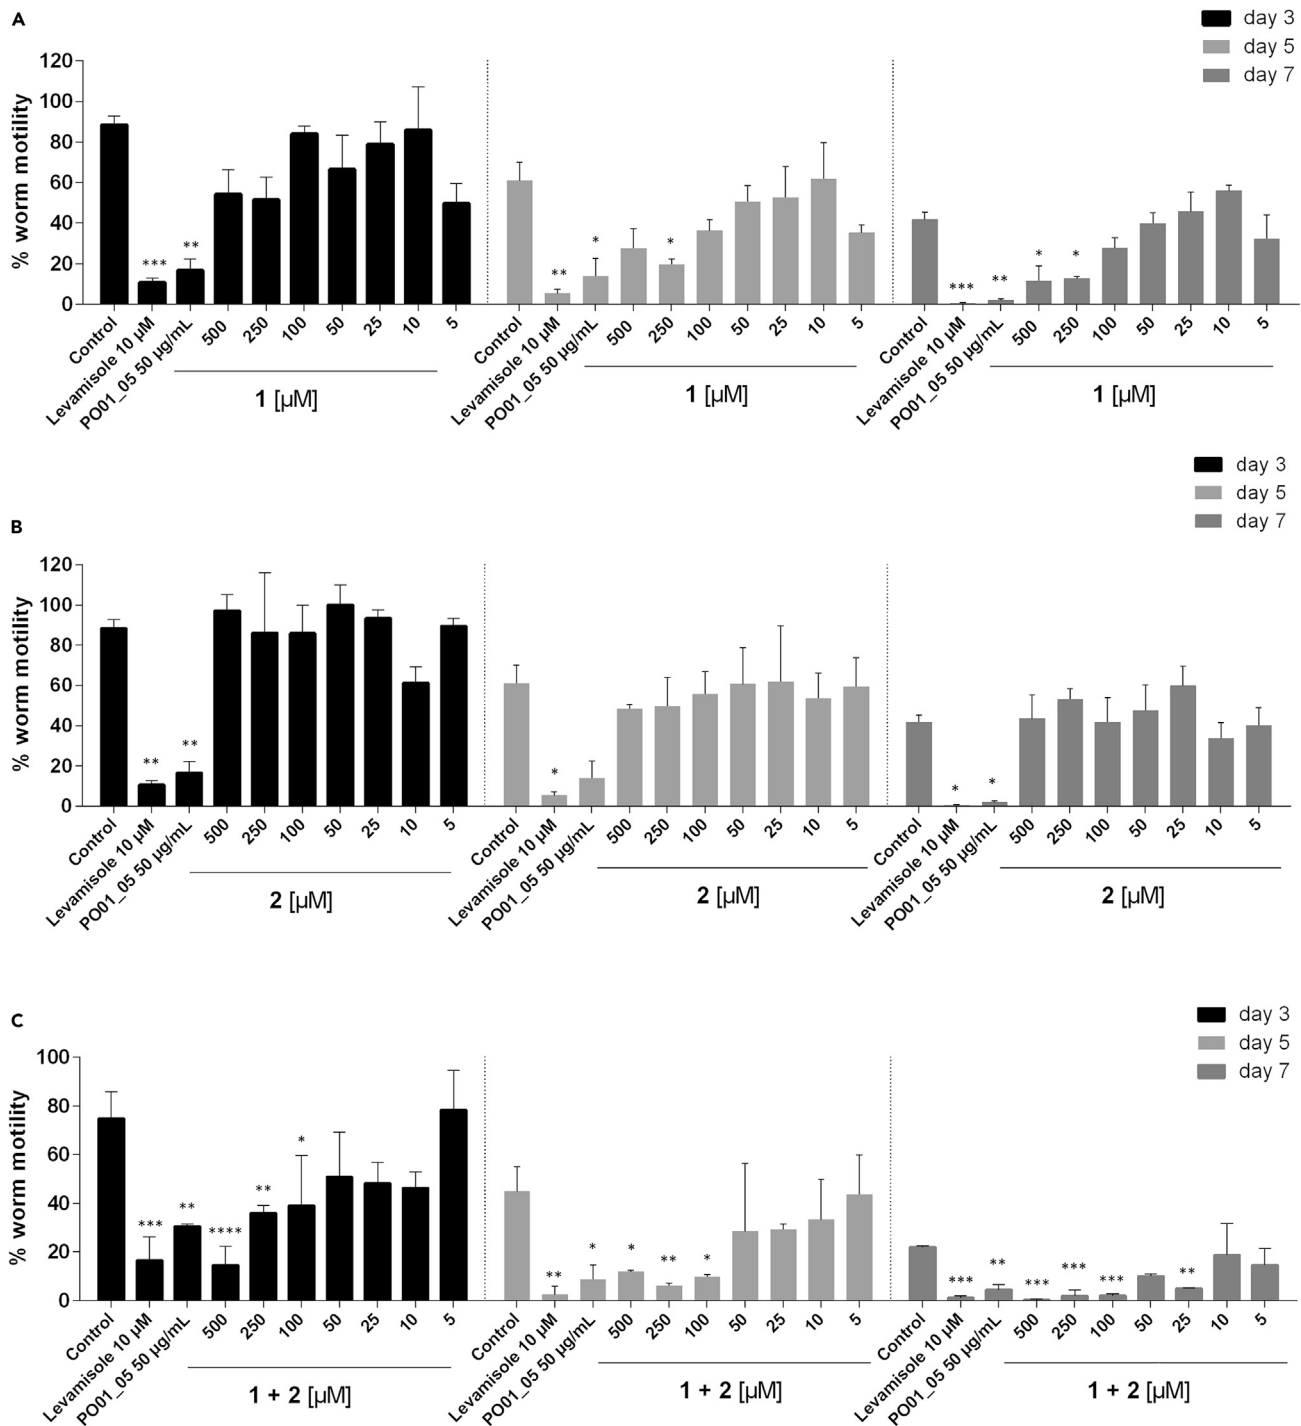 A
day 3
day 5
day 7
% worm motility
120
100
80
60
40
20
0
*** ** ** * * *** ** * *
Control Levamisole 10 µM PO01_05 50 µg/mL 500 250 100 50 25 10 5 Control Levamisole 10 µM PO01_05 50 µg/mL 500 250 100 50 25 10 5 Control Levamisole 10 µM PO01_05 50 µg/mL 500 250 100 50 25 10 5
1 [µM] 1 [µM] 1 [µM]
day 3
day 5
day 7
B
% worm motility
120
100
80
60
40
20
0
** ** * * *
Control Levamisole 10 µM PO01_05 50 µg/mL 500 250 100 50 25 10 5 Control Levamisole 10 µM PO01_05 50 µg/mL 500 250 100 50 25 10 5 Control Levamisole 10 µM PO01_05 50 µg/mL 500 250 100 50 25 10 5
2 [µM] 2 [µM] 2 [µM]
C
day 3
day 5
day 7
% worm motility
100
80
60
40
20
0
*** ** **** ** * ** * * ** * *** ** *** *** *** **
Control Levamisole 10 µM PO01_05 50 µg/mL 500 250 100 50 25 10 5 Control Levamisole 10 µM PO01_05 50 µg/mL 500 250 100 50 25 10 5 Control Levamisole 10 µM PO01_05 50 µg/mL 500 250 100 50 25 10 5
1 + 2 [µM] 1 + 2 [µM] 1 + 2 [µM]